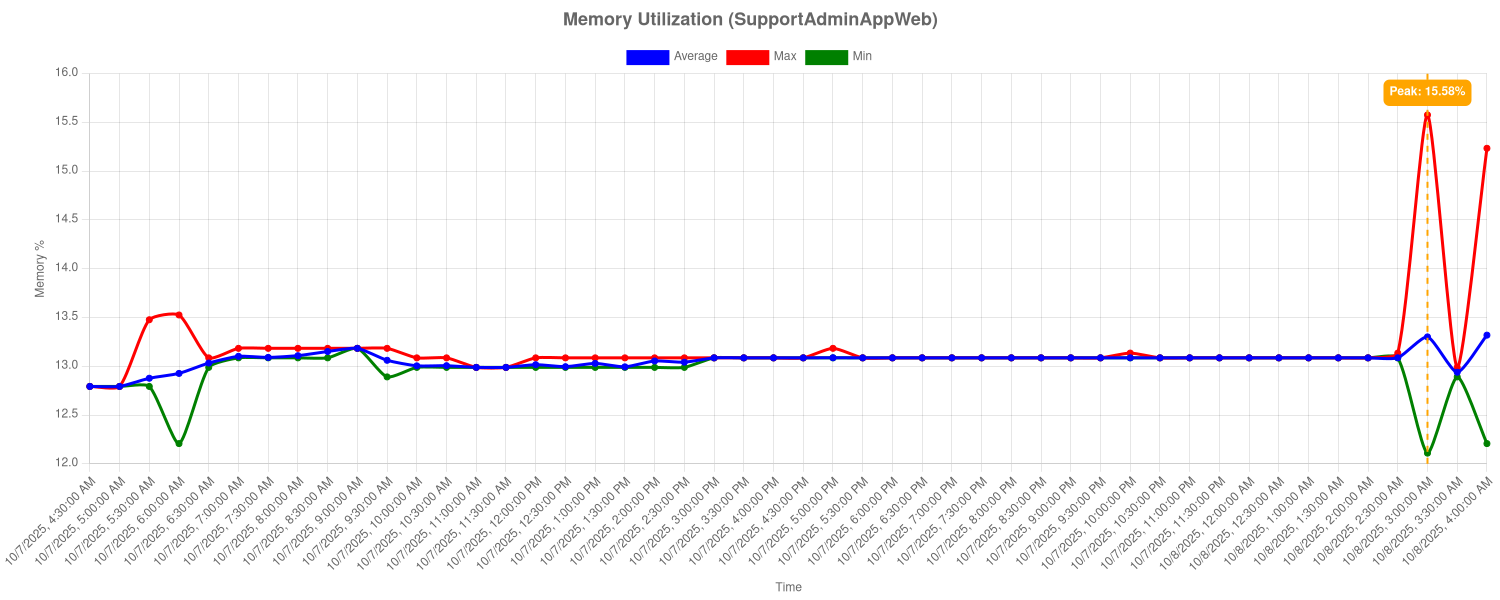 Memory Utilization (SupportAdminAppWeb)
Average Max Min
Peak: 15.58%
16.0
15.5
15.0
14.5
14.0
13.5
13.0
12.5
12.0
Memory %
10/7/2025, 4:30:00 AM
10/7/2025, 5:00:00 AM
10/7/2025, 5:30:00 AM
10/7/2025, 6:00:00 AM
10/7/2025, 6:30:00 AM
10/7/2025, 7:00:00 AM
10/7/2025, 7:30:00 AM
10/7/2025, 8:00:00 AM
10/7/2025, 8:30:00 AM
10/7/2025, 9:00:00 AM
10/7/2025, 9:30:00 AM
10/7/2025, 10:00:00 AM
10/7/2025, 10:30:00 AM
10/7/2025, 11:00:00 AM
10/7/2025, 11:30:00 AM
10/7/2025, 12:00:00 PM
10/7/2025, 12:30:00 PM
10/7/2025, 1:00:00 PM
10/7/2025, 1:30:00 PM
10/7/2025, 2:00:00 PM
10/7/2025, 2:30:00 PM
10/7/2025, 3:00:00 PM
10/7/2025, 3:30:00 PM
10/7/2025, 4:00:00 PM
10/7/2025, 4:30:00 PM
10/7/2025, 5:00:00 PM
10/7/2025, 5:30:00 PM
10/7/2025, 6:00:00 PM
10/7/2025, 6:30:00 PM
10/7/2025, 7:00:00 PM
10/7/2025, 7:30:00 PM
10/7/2025, 8:00:00 PM
10/7/2025, 8:30:00 PM
10/7/2025, 9:00:00 PM
10/7/2025, 9:30:00 PM
10/7/2025, 10:00:00 PM
10/7/2025, 10:30:00 PM
10/7/2025, 11:00:00 PM
10/7/2025, 11:30:00 PM
10/8/2025, 12:00:00 AM
10/8/2025, 12:30:00 AM
10/8/2025, 1:00:00 AM
10/8/2025, 1:30:00 AM
10/8/2025, 2:00:00 AM
10/8/2025, 2:30:00 AM
10/8/2025, 3:00:00 AM
10/8/2025, 3:30:00 AM
10/8/2025, 4:00:00 AM
Time